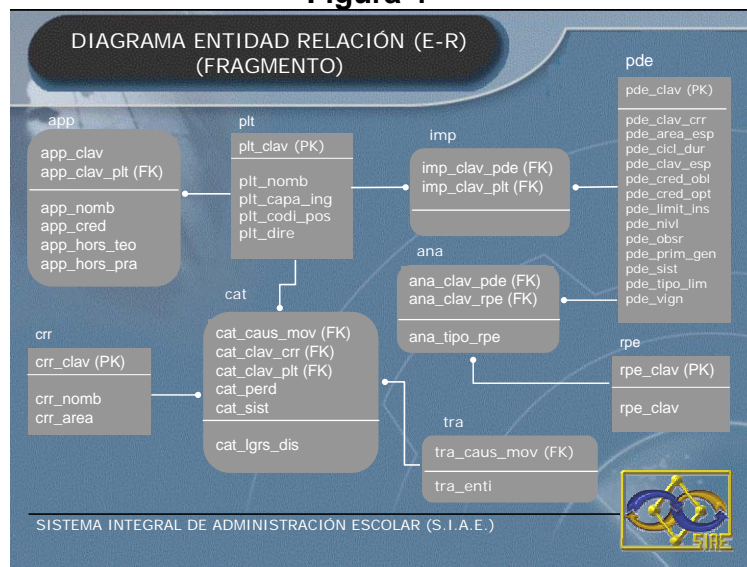 Figura 4
DIAGRAMA ENTIDAD RELACIÓN (E-R)
(FRAGMENTO)
app
app_clav
app_clav_plt (FK)
app_nomb
app_cred
app_hors_teo
app_hors_pra
plt
plt_clav (PK)
plt_nomb
plt_capa_ing
plt_codi_pos
plt_dire
imp
imp_clav_pde (FK)
imp_clav_plt (FK)
pde
pde_clav (PK)
pde_clav_crr
pde_area_esp
pde_cicl_dur
pde_clav_esp
pde_cred_obl
pde_cred_opt
pde_limit_ins
pde_nivl
pde_obsr
pde_prim_gen
pde_sist
pde_tipo_lim
pde_vign
ana
ana_clav_pde (FK)
ana_clav_rpe (FK)
ana_tipo_rpe
crr
crr_clav (PK)
crr_nomb
crr_area
cat
cat_caus_mov (FK)
cat_clav_crr (FK)
cat_clav_plt (FK)
cat_perd
cat_sist
cat_lgrs_dis
rpe
rpe_clav (PK)
rpe_clav
tra
tra_caus_mov (FK)
tra_enti
SISTEMA INTEGRAL DE ADMINISTRACIÓN ESCOLAR (S.I.A.E.)
SIAE